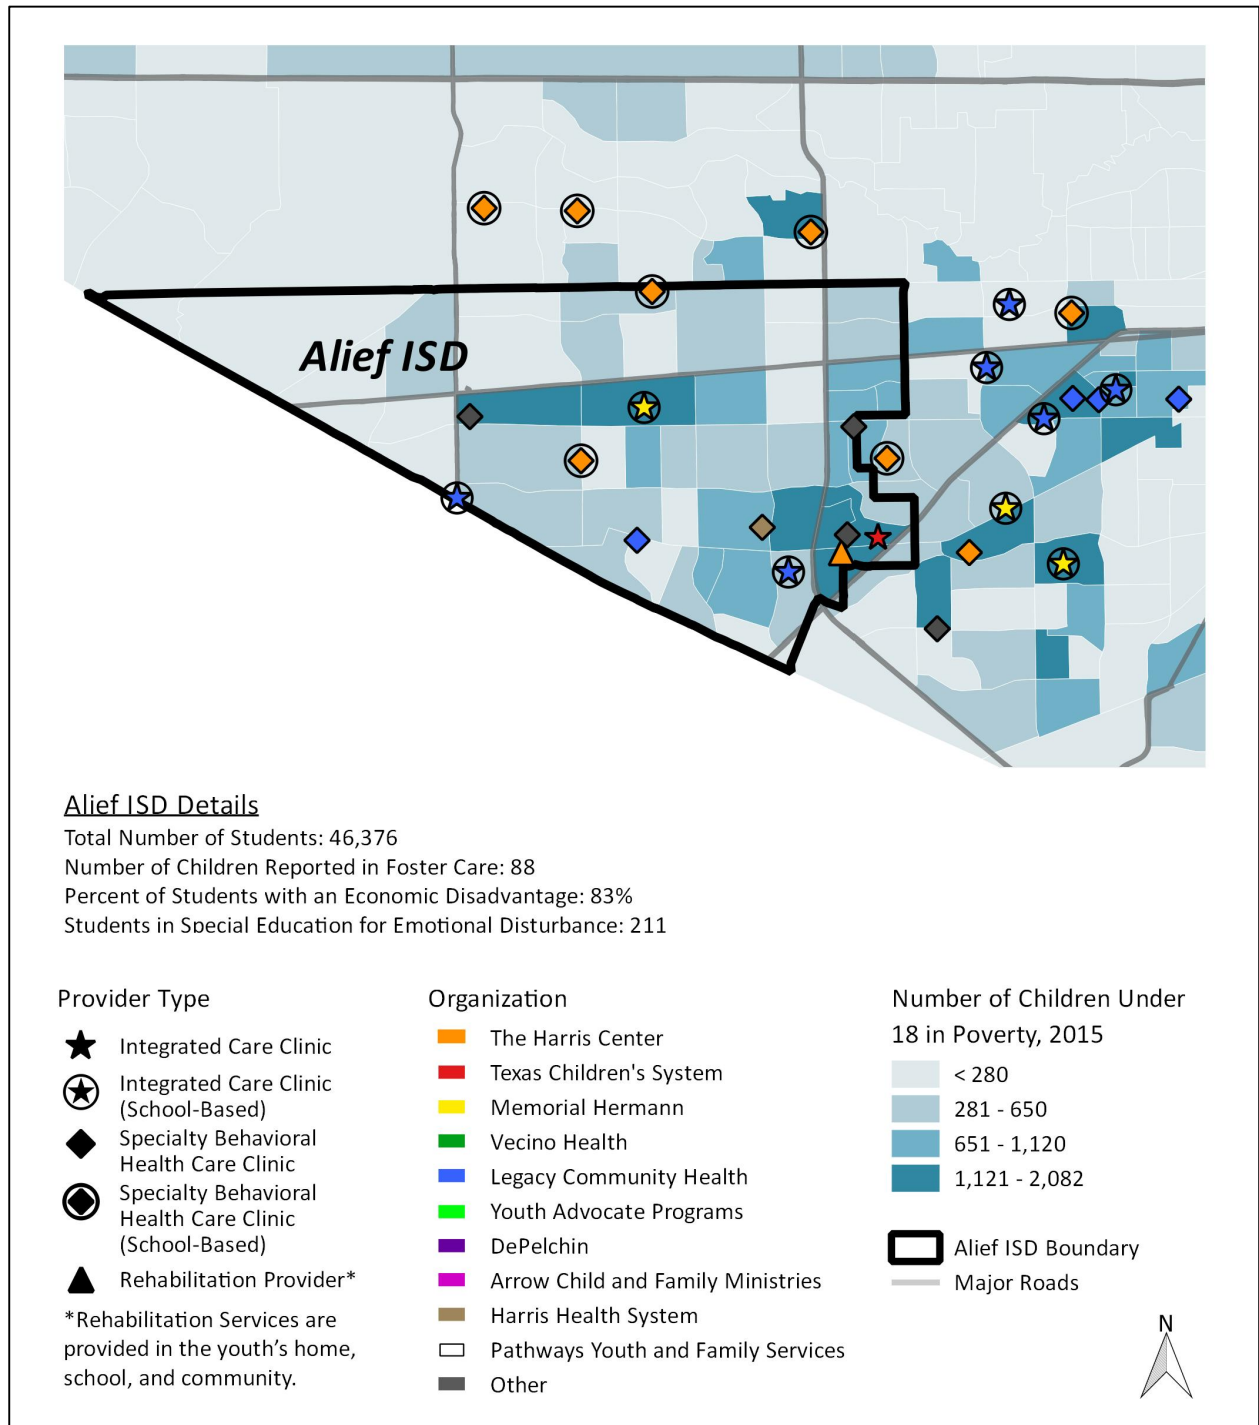 Alief ISD
Alief ISD Details
Total Number of Students: 46,376
Number of Children Reported in Foster Care: 88
Percent of Students with an Economic Disadvantage: 83%
Students in Special Education for Emotional Disturbance: 211
Provider Type
Integrated Care Clinic
Integrated Care Clinic
(School-Based)
Specialty Behavioral
Health Care Clinic
Specialty Behavioral
Health Care Clinic
(School-Based)
Rehabilitation Provider*
*Rehabilitation Services are
provided in the youth’s home,
school, and community.
Organization
The Harris Center
Texas Children's System
Memorial Hermann
Vecino Health
Legacy Community Health
Youth Advocate Programs
DePelchin
Arrow Child and Family Ministries
Harris Health System
Pathways Youth and Family Services
Other
Number of Children Under
18 in Poverty, 2015
< 280
281 - 650
651 - 1,120
1,121 - 2,082
Alief ISD Boundary
Major Roads
N